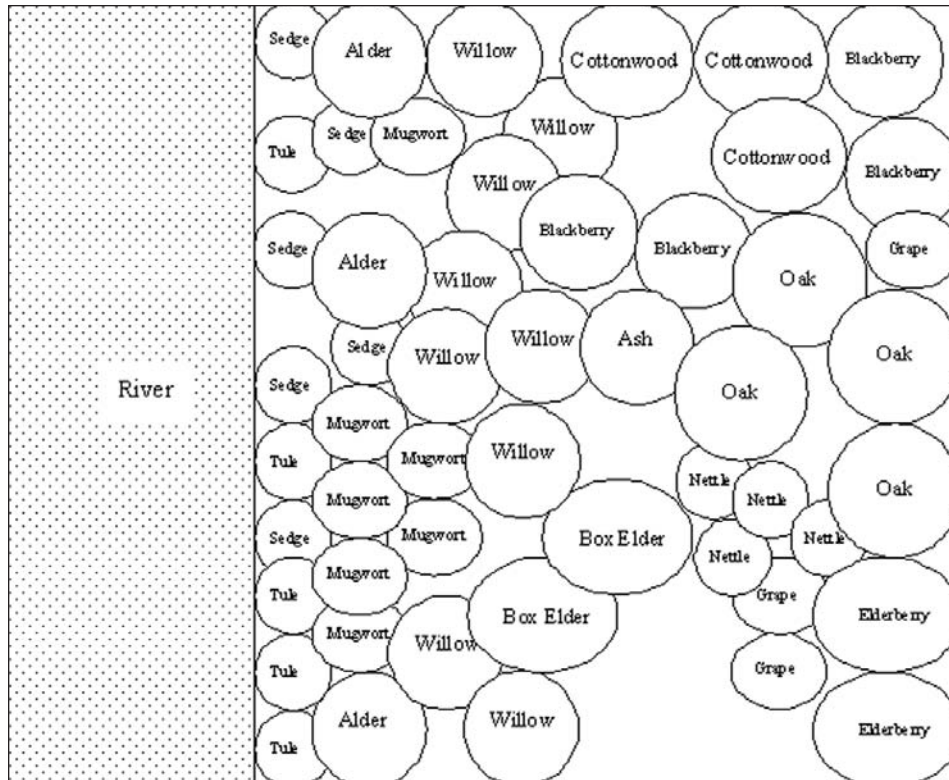 Sedge
Alder
Willow
Cottonwood
Cottonwood
Blackberry
Tule
Sedge
Mugwort
Willow
Cottonwood
Blackberry
Willow
Sedge
Alder
Willow
Blackberry
Blackberry
Oak
Grape
Sedge
Willow
Willow
Ash
Oak
Sedge
River
Mugwort
Oak
Tule
Mugwort
Willow
Nettle
Oak
Mugwort
Nettle
Sedge
Mugwort
Box Elder
Nettle
Nettle
Mugwort
Tule
Box Elder
Grape
Elderberry
Mugwort
Willow
Tule
Grape
Alder
Willow
Elderberry
Tule